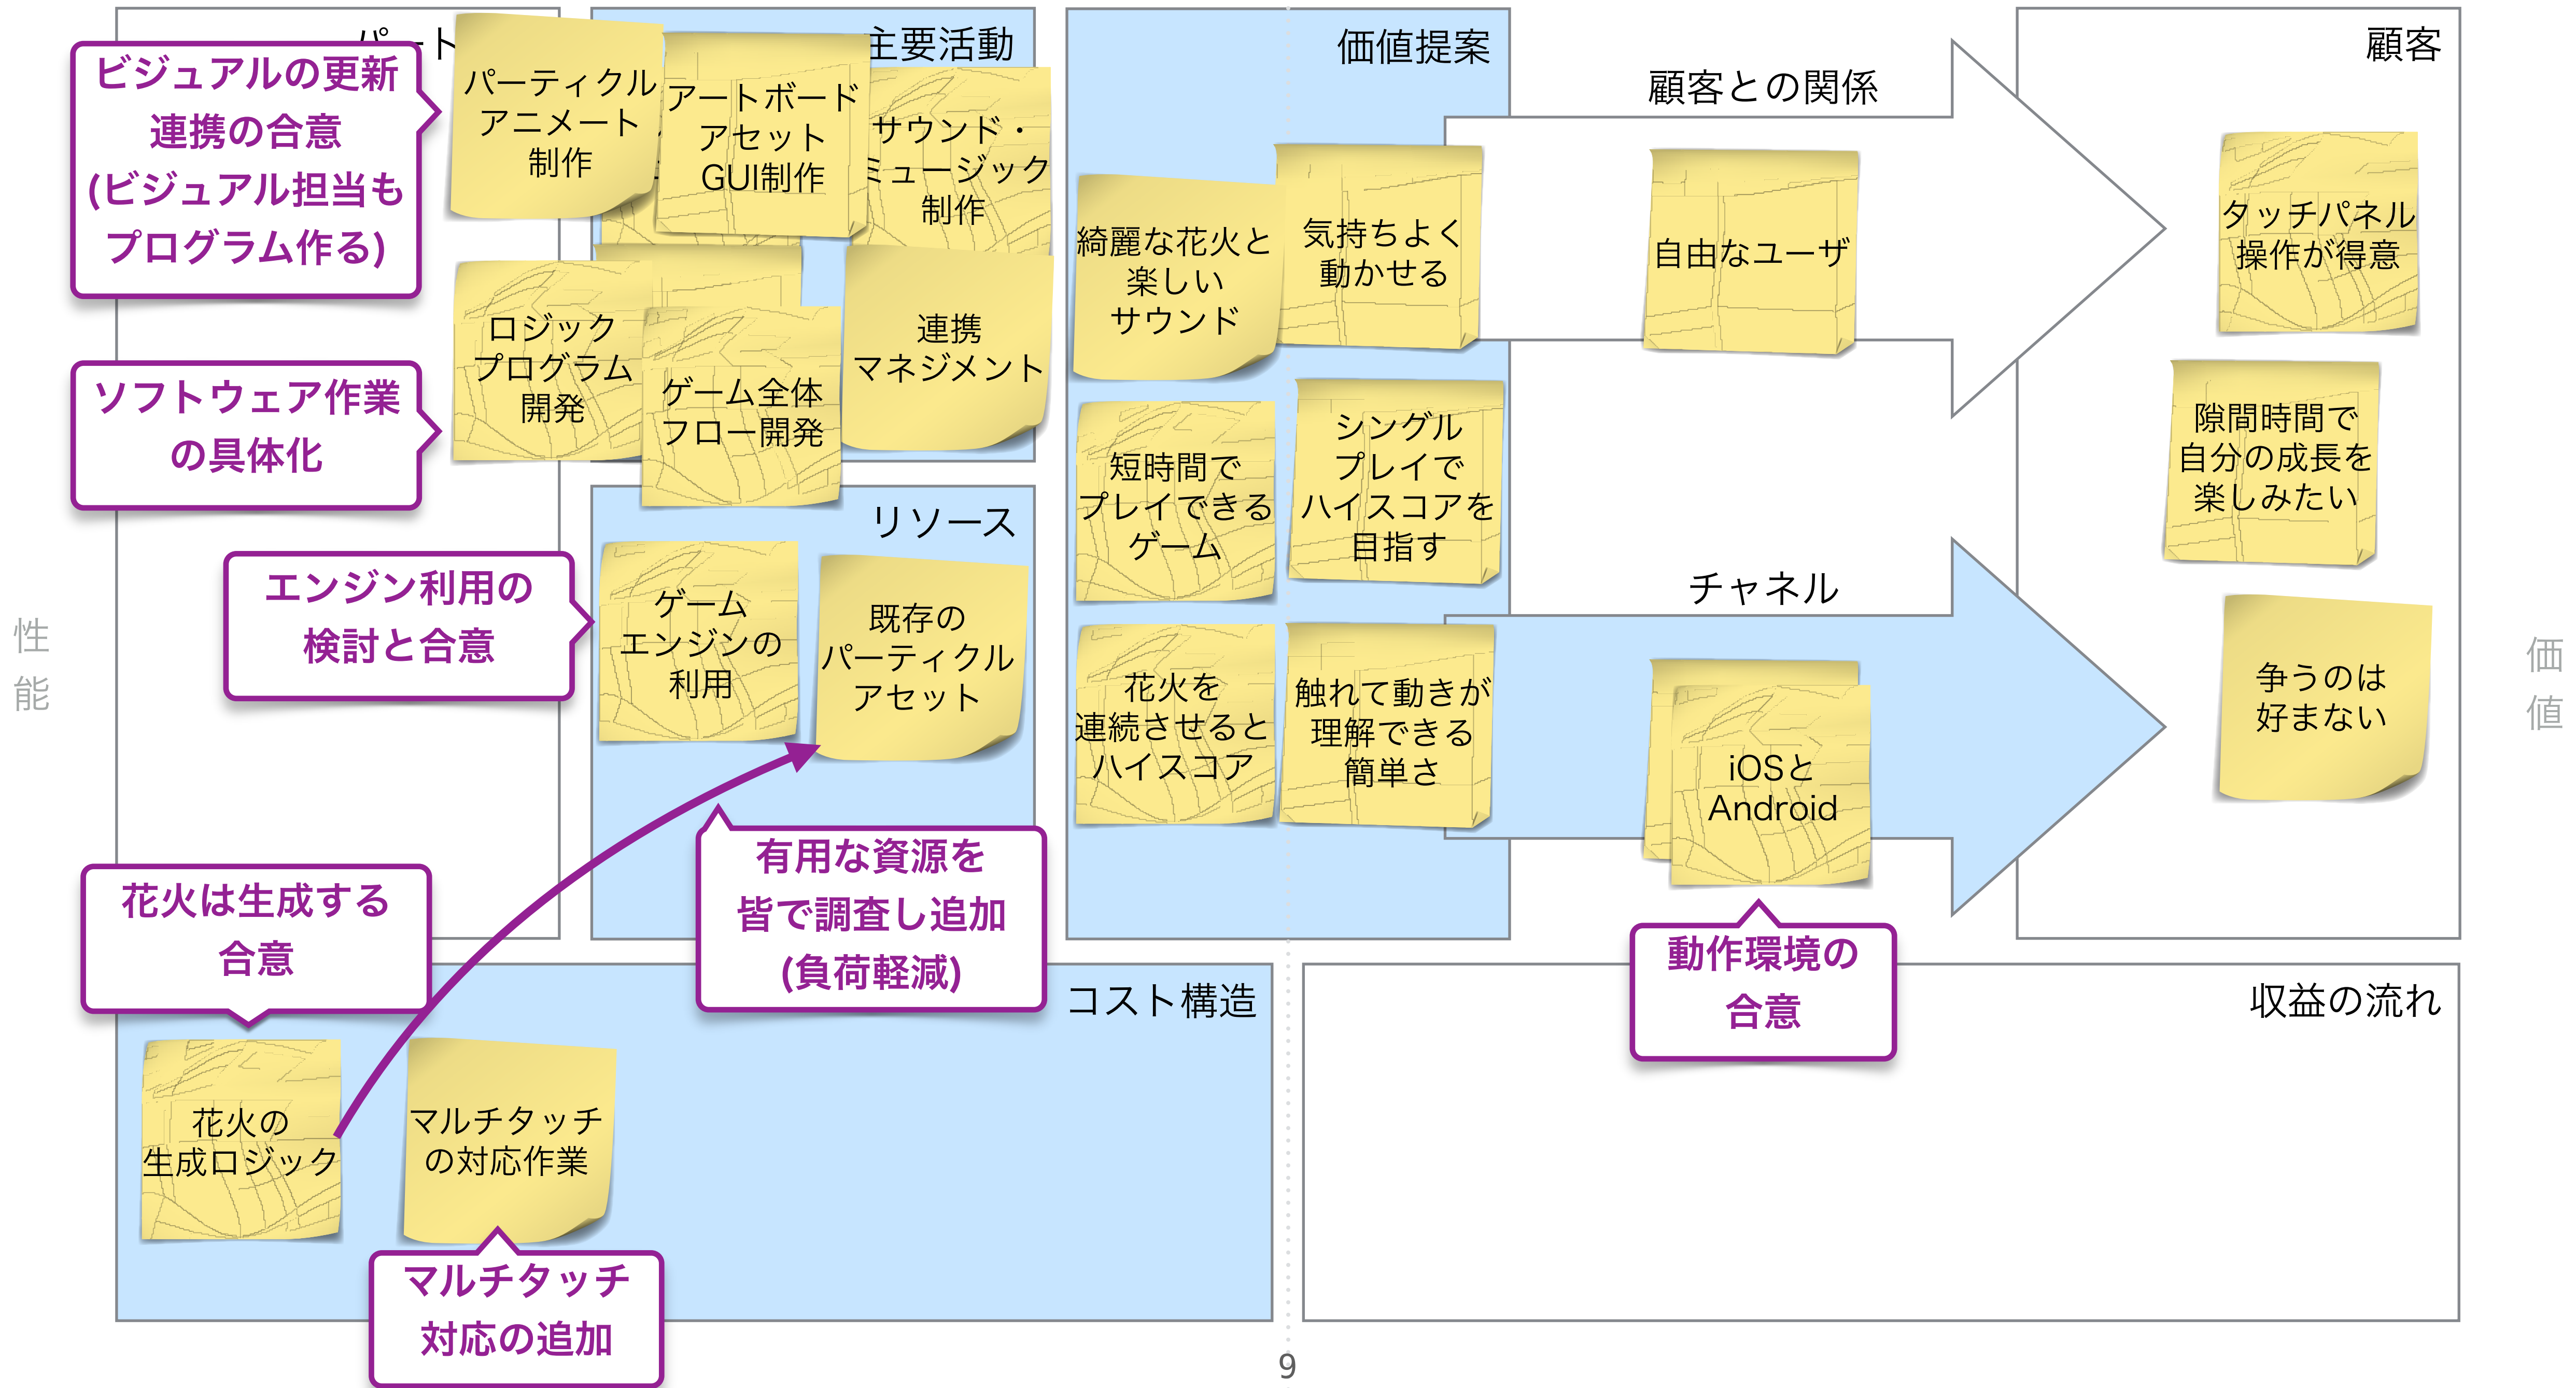 パート
主要活動
価値提案
顧客との関係
顧客
ビジュアルの更新
連携の合意
(ビジュアル担当も
プログラム作る)
パーティクル
アニメート
制作
アートボード
アセット
GUI制作
サウンド・
ミュージック
制作
ソフトウェア作業
の具体化
ロジック
プログラム
開発
ゲーム全体
フロー開発
連携
マネジメント
綺麗な花火と
楽しい
サウンド
気持ちよく
動かせる
短時間で
プレイできる
ゲーム
シングル
プレイで
ハイスコアを
目指す
花火を
連続させると
ハイスコア
触れて動きが
理解できる
簡単さ
自由なユーザ
タッチパネル
操作が得意
隙間時間で
自分の成長を
楽しみたい
争うのは
好まない
リソース
エンジン利用の
検討と合意
ゲーム
エンジンの
利用
既存の
パーティクル
アセット
有用な資源を
皆で調査し追加
(負荷軽減)
チャネル
iOSと
Android
動作環境の
合意
性
能
価
値
花火は生成する
合意
コスト構造
花火の
生成ロジック
マルチタッチ
の対応作業
マルチタッチ
対応の追加
収益の流れ
9